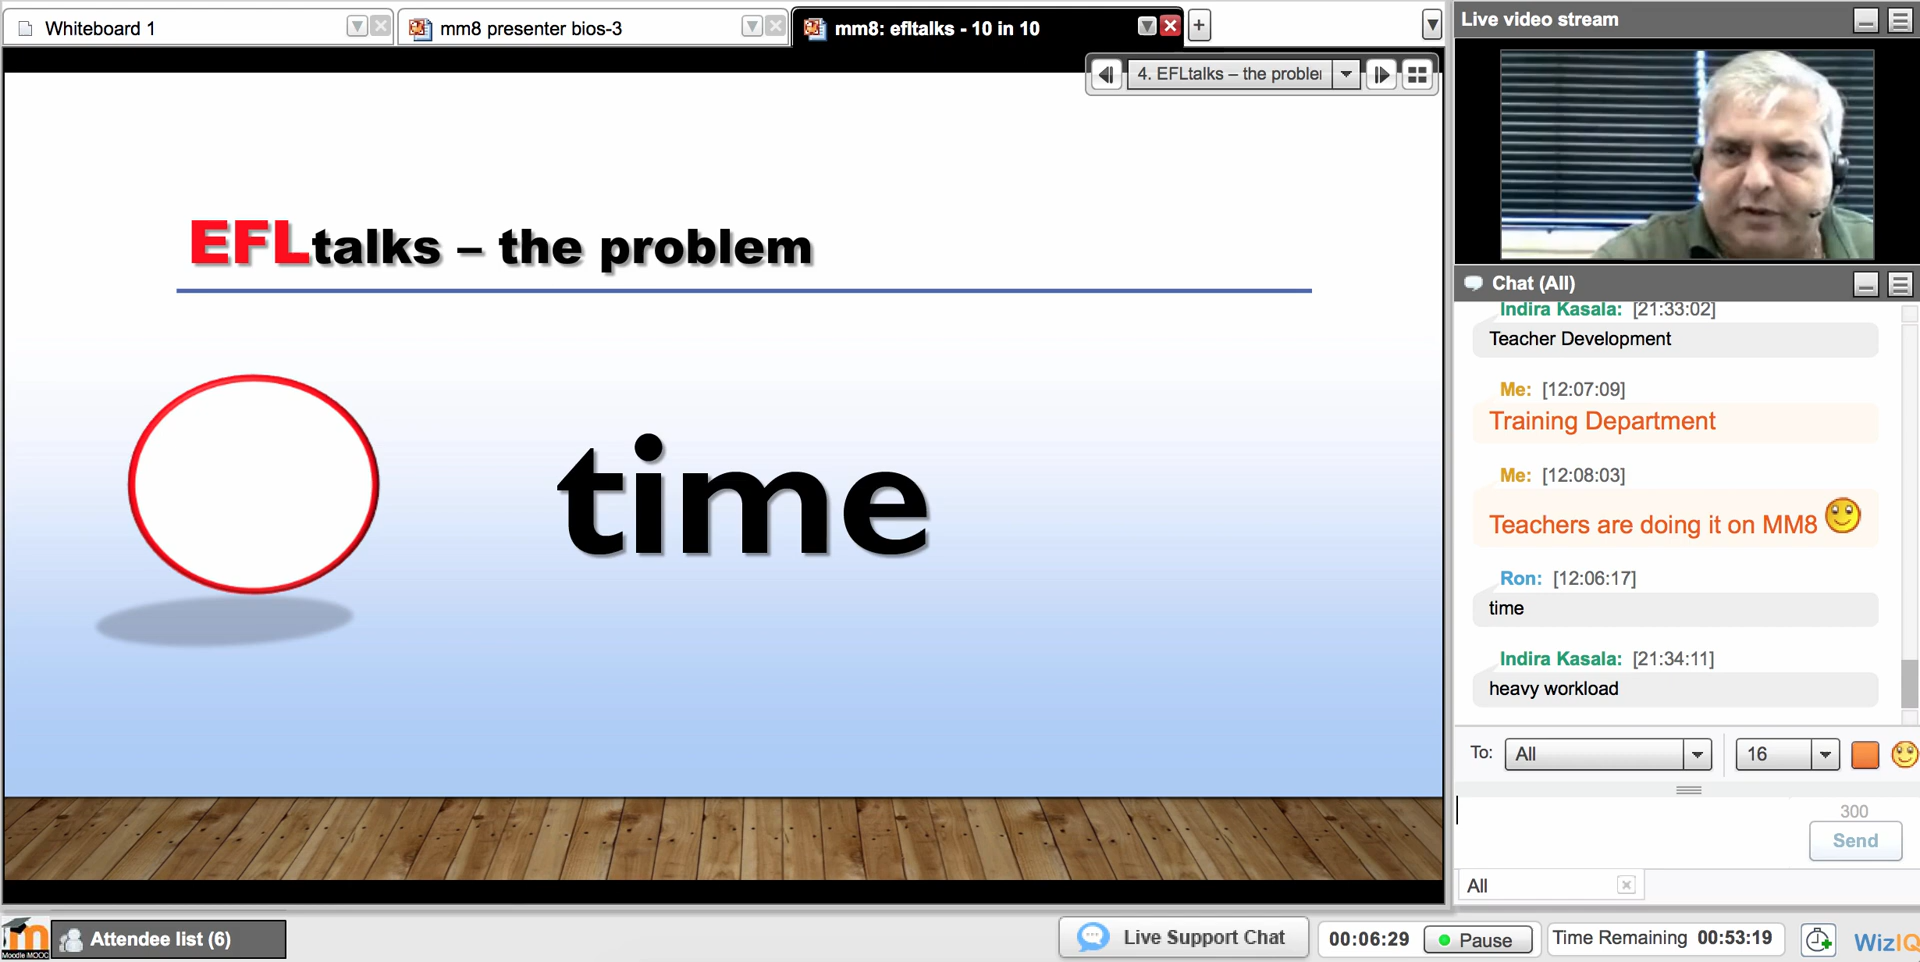 Whiteboard 1
mm8 presenter bios-3
mm8: efltalks - 10 in 10
4. EFLtalks – the probler
EFLtalks – the problem
time
Live video stream
Chat (All)
Indira Kasala: [21:33:02]
Teacher Development
Me: [12:07:09]
Training Department
Me: [12:08:03]
Teachers are doing it on MM8
Ron: [12:06:17]
time
Indira Kasala: [21:34:11]
heavy workload
To: All 16
300
Send
All
m
Moodle MOOC
Attendee list (6)
Live Support Chat
00:06:29
Pause
Time Remaining 00:53:19
WizIQ